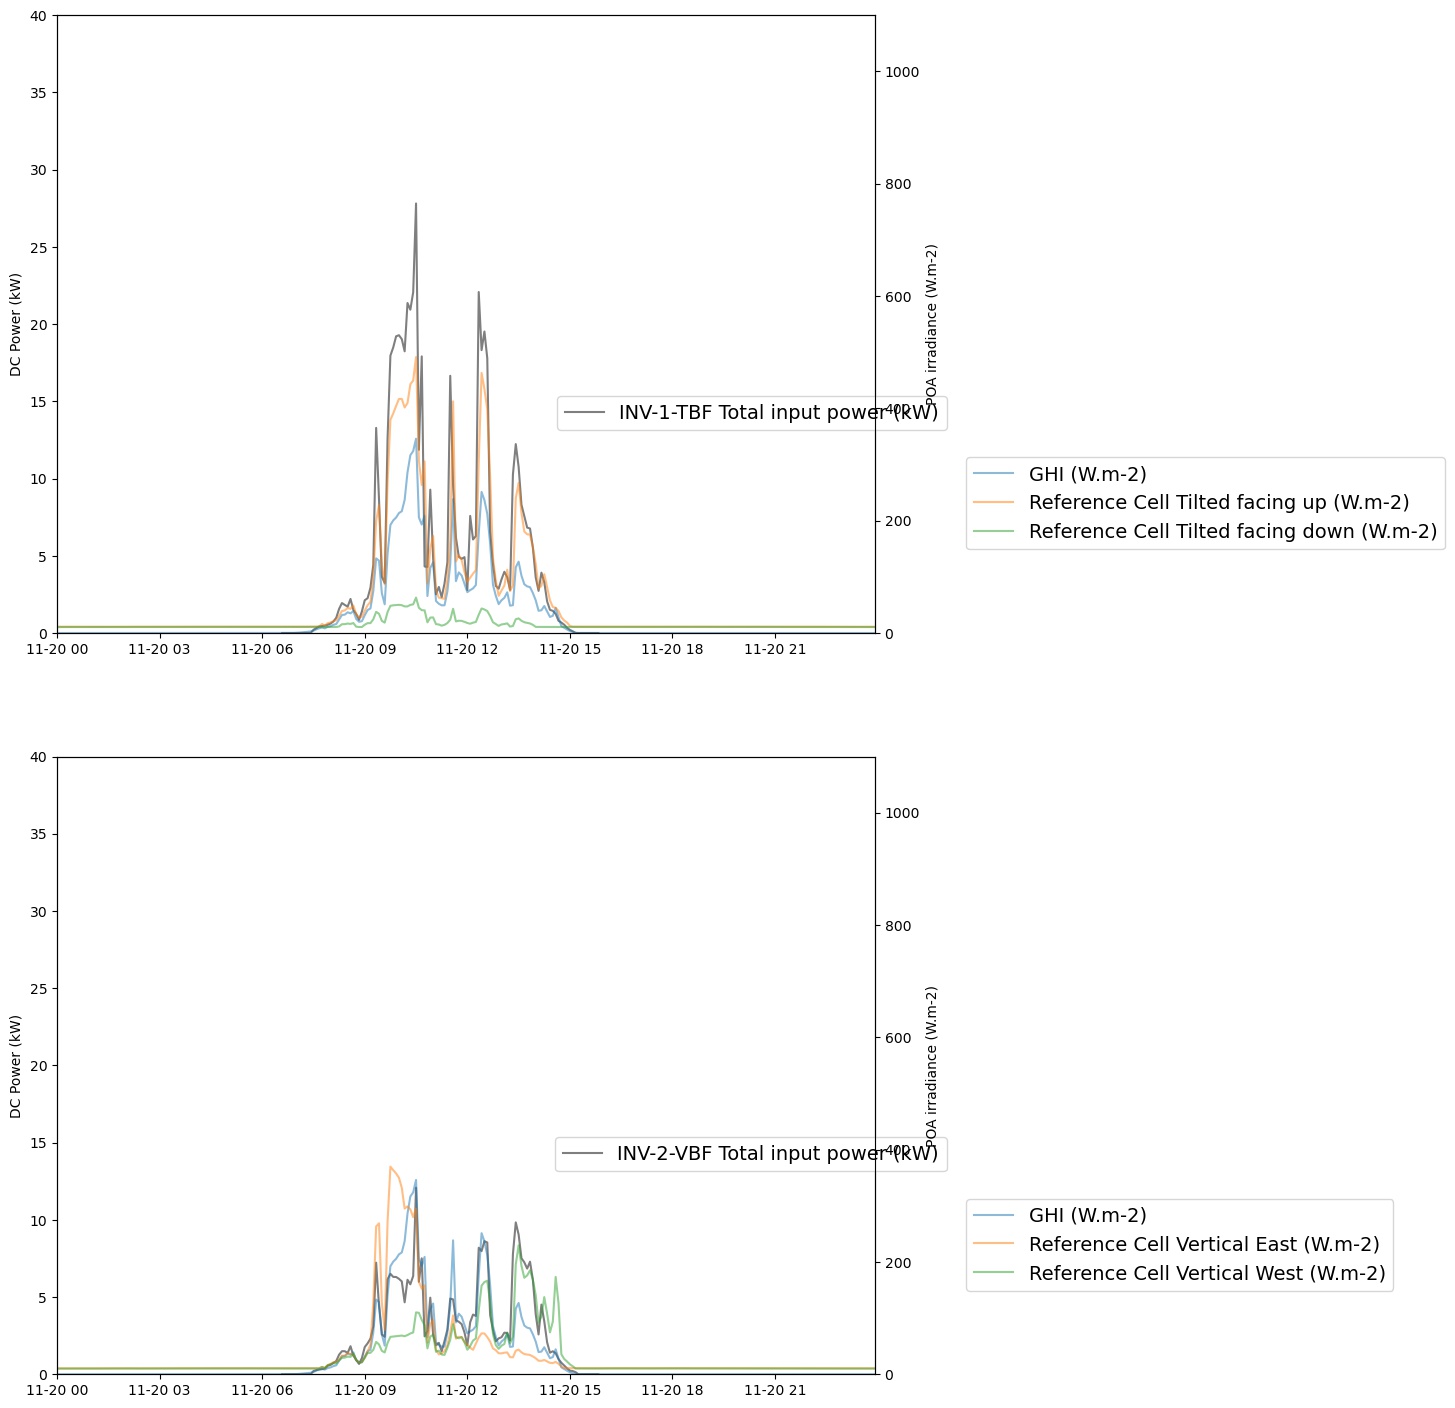 40
35
30
25
20
15
10
5
0
DC Power (kW)
1000
800
600
400
200
0
POA irradiance (W.m-2)
INV-1-TBF Total input power (kW)
GHI (W.m-2)
Reference Cell Tilted facing up (W.m-2)
Reference Cell Tilted facing down (W.m-2)
11-20 00 11-20 03 11-20 06 11-20 09 11-20 12 11-20 15 11-20 18 11-20 21
40
35
30
25
20
15
10
5
0
DC Power (kW)
1000
800
600
400
200
0
POA irradiance (W.m-2)
INV-2-VBF Total input power (kW)
GHI (W.m-2)
Reference Cell Vertical East (W.m-2)
Reference Cell Vertical West (W.m-2)
11-20 00 11-20 03 11-20 06 11-20 09 11-20 12 11-20 15 11-20 18 11-20 21